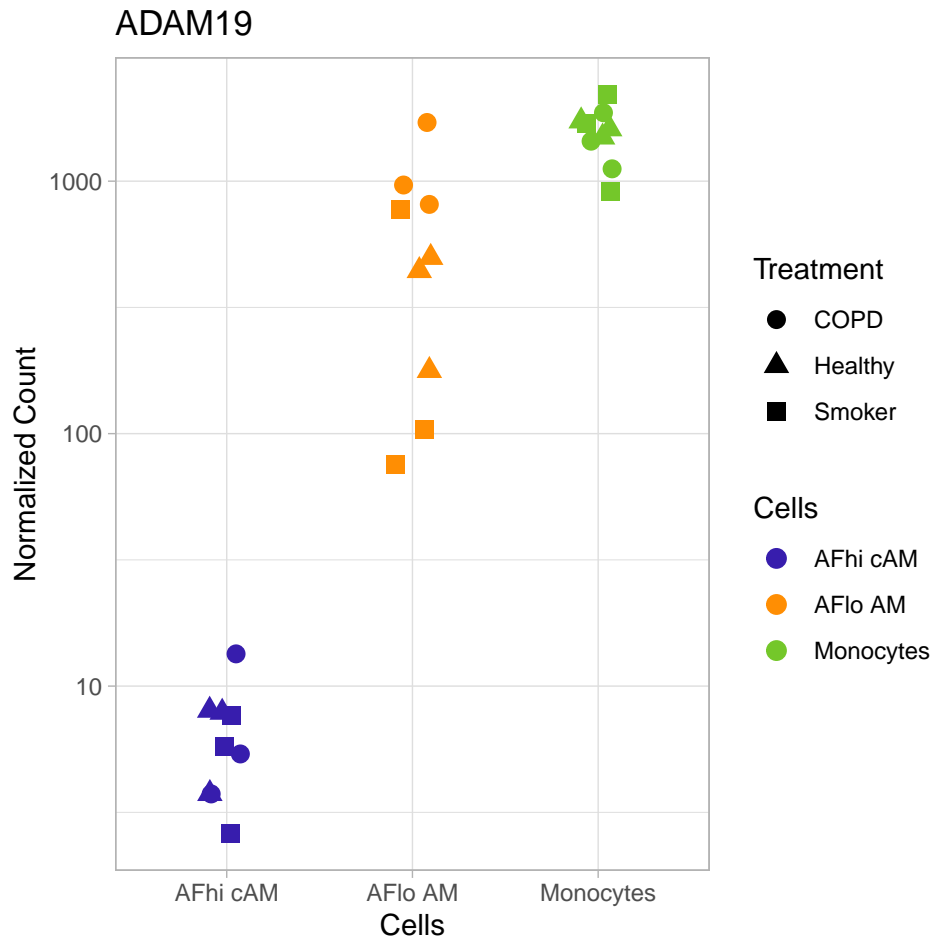 ADAM19
1000
100
10
Normalized Count
AFhi cAM
AFlo AM
Monocytes
Cells
Treatment
COPD
Healthy
Smoker
Cells
AFhi cAM
AFlo AM
Monocytes